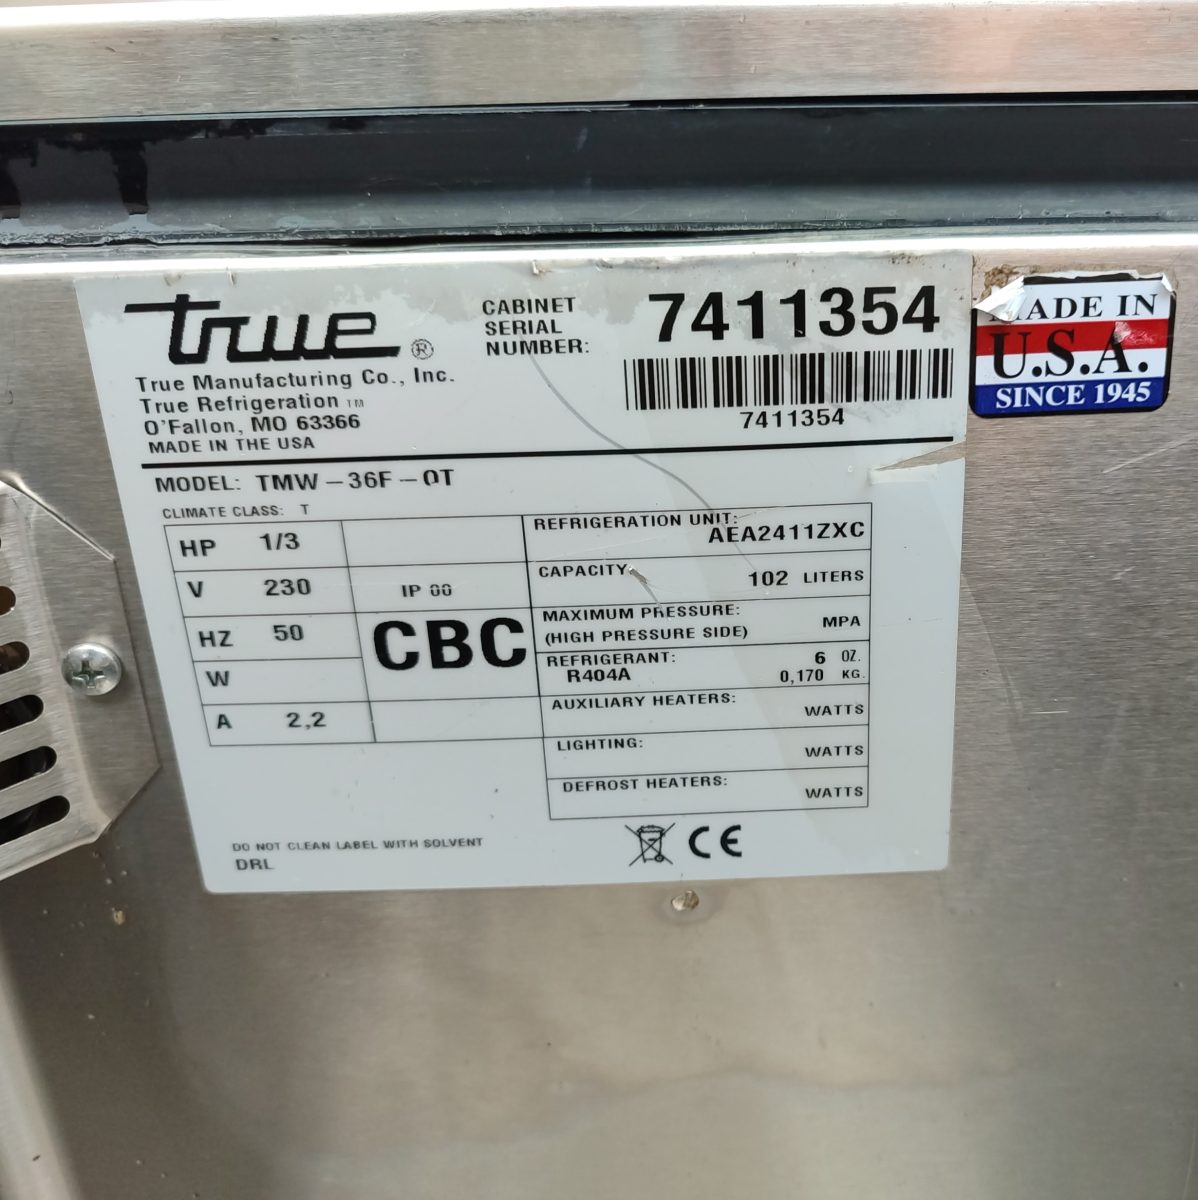 true ®
True Manufacturing Co., Inc.
True Refrigeration TM
O'Fallon, MO 63366
MADE IN THE USA
CABINET
SERIAL
NUMBER:
7411354
7411354
MADE IN
U.S.A.
SINCE 1945
MODEL: TMW-36F-0T
CLIMATE CLASS: T
HP 1/3
V 230
HZ 50
W
A 2,2
IP 00
CBC
REFRIGERATION UNIT:
AEA2411ZXC
CAPACITY: 102 LITERS
MAXIMUM PRESSURE:
(HIGH PRESSURE SIDE) MPA
REFRIGERANT: 6 OZ.
R404A 0,170 KG.
AUXILIARY HEATERS: WATTS
LIGHTING: WATTS
DEFROST HEATERS: WATTS
DO NOT CLEAN LABEL WITH SOLVENT
DRL
CE